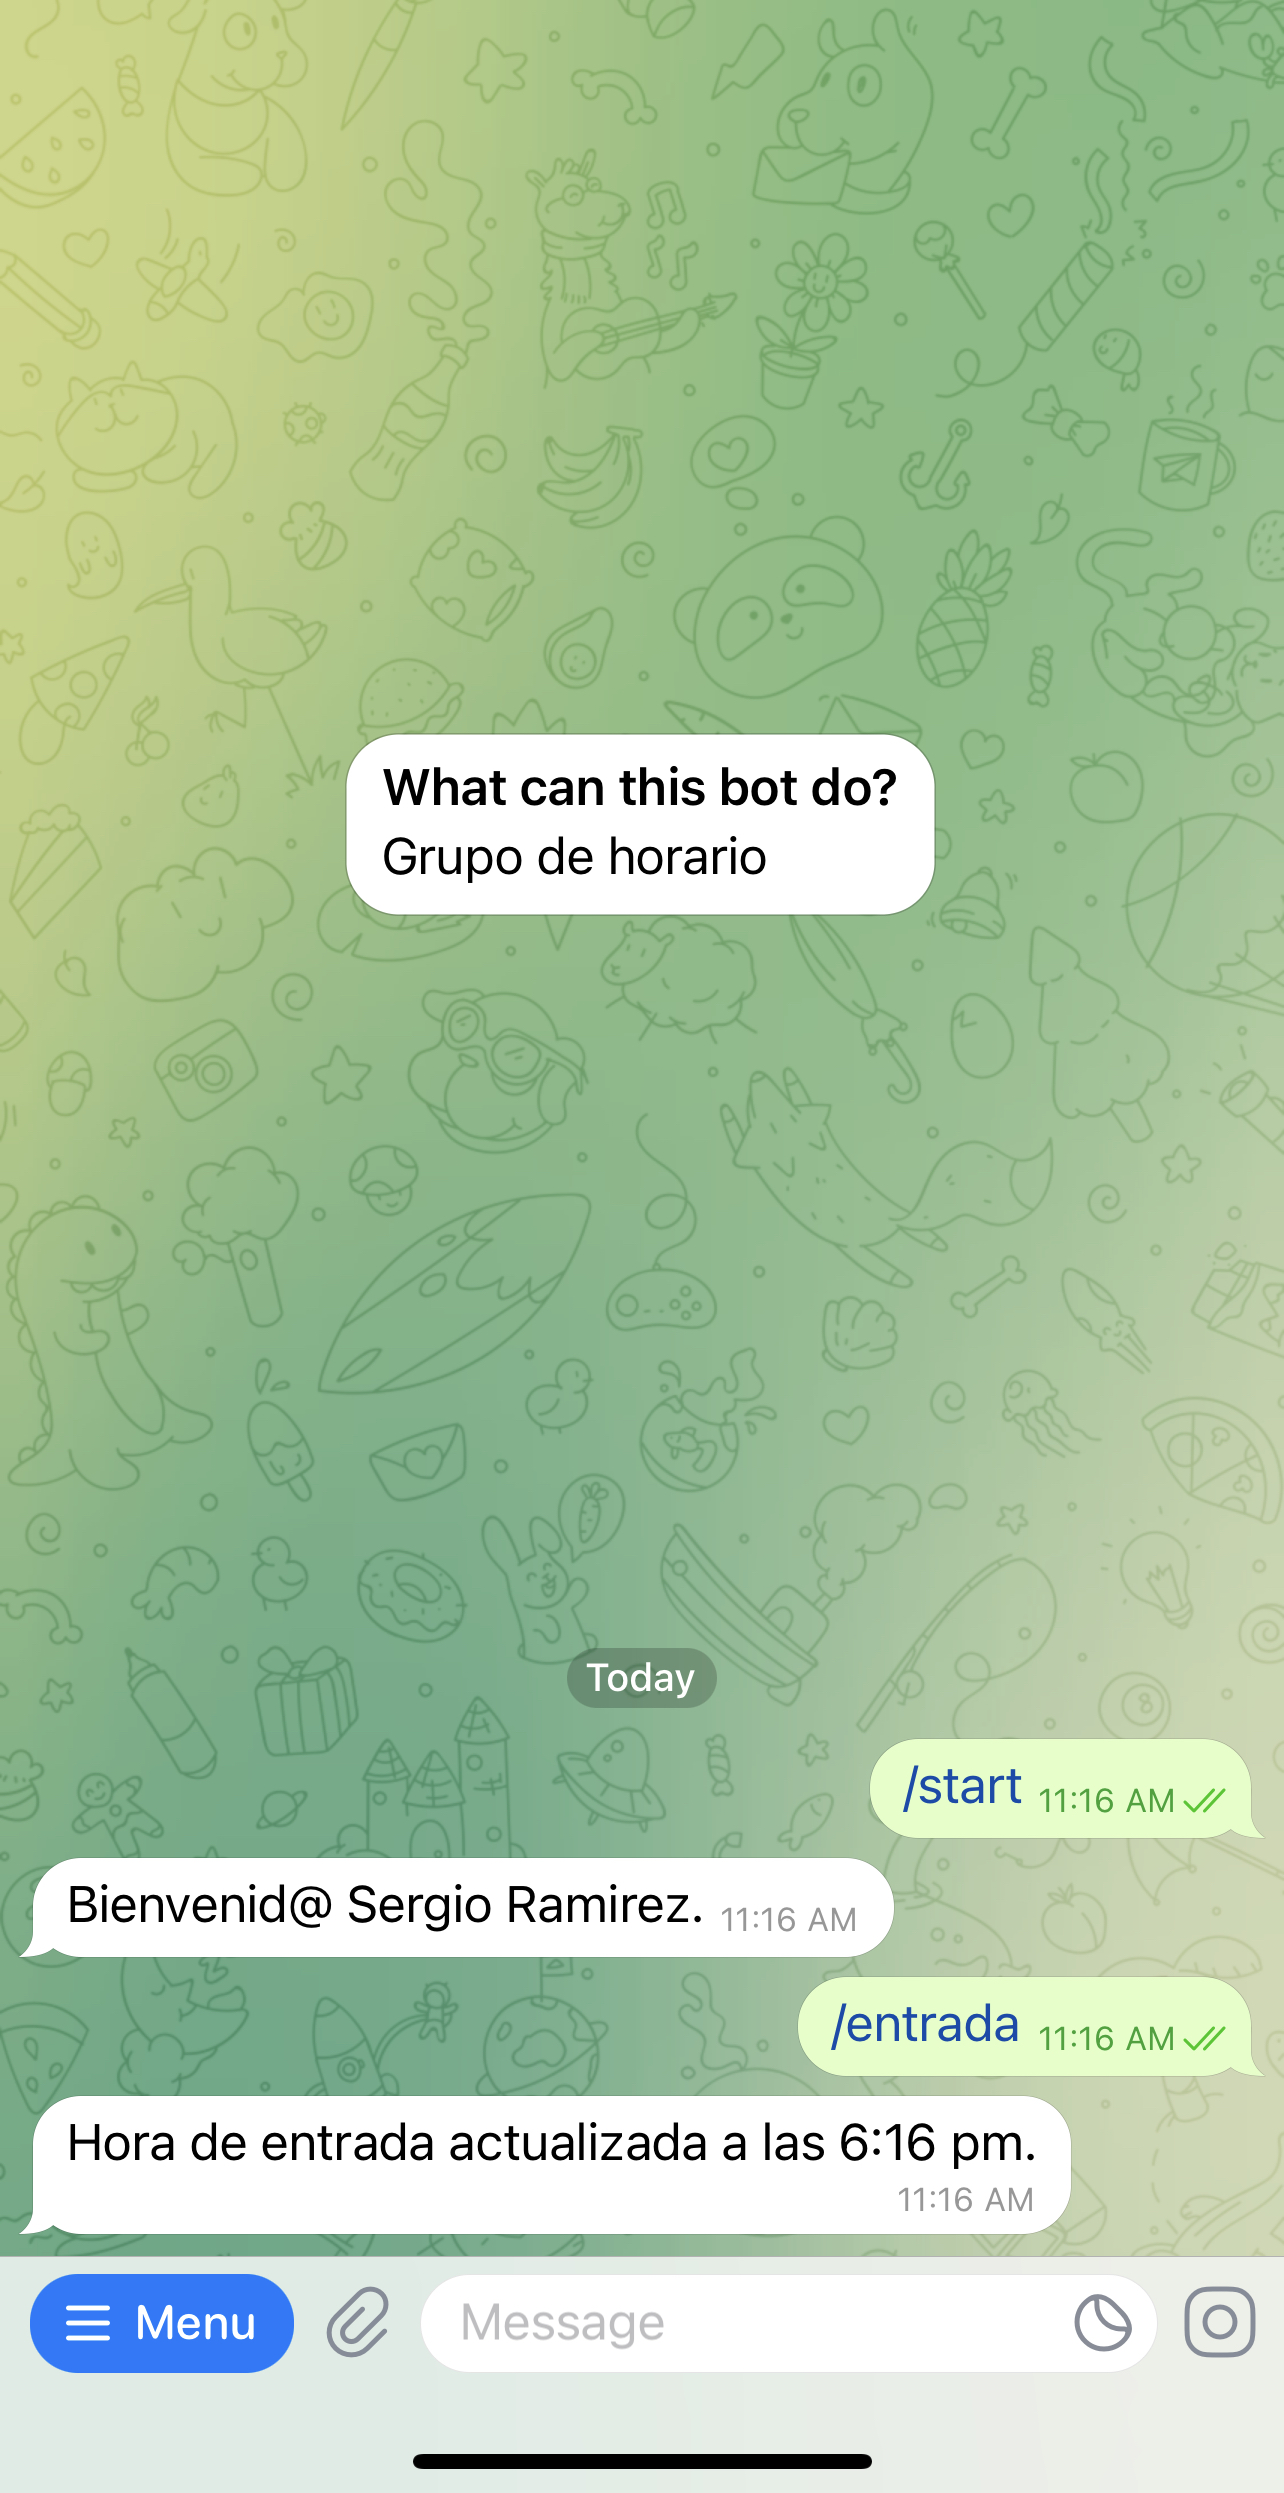 What can this bot do?
Grupo de horario
Today
/start 11:16 AM
Bienvenid@ Sergio Ramirez. 11:16 AM
/entrada 11:16 AM
Hora de entrada actualizada a las 6:16 pm.
11:16 AM
Menu
Message